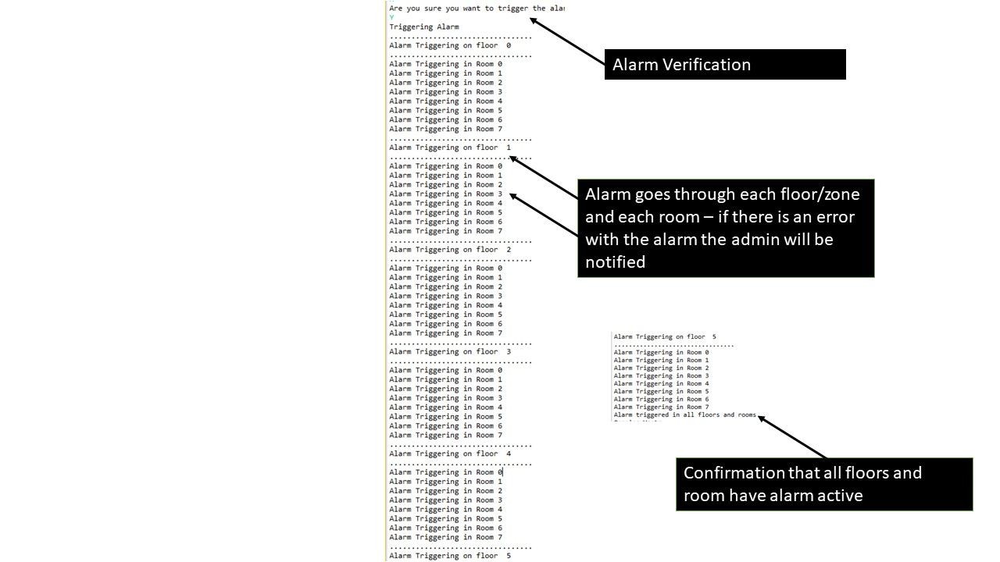 Are you sure you want to trigger the
Y
Triggering Alarm
.................................
Alarm Triggering on floor  0
.................................
Alarm Triggering in Room 0
Alarm Triggering in Room 1
Alarm Triggering in Room 2
Alarm Triggering in Room 3
Alarm Triggering in Room 4
Alarm Triggering in Room 5
Alarm Triggering in Room 6
Alarm Triggering in Room 7
.................................
Alarm Triggering on floor  1
.................................
Alarm Triggering in Room 0
Alarm Triggering in Room 1
Alarm Triggering in Room 2
Alarm Triggering in Room 3
Alarm Triggering in Room 4
Alarm Triggering in Room 5
Alarm Triggering in Room 6
Alarm Triggering in Room 7
.................................
Alarm Triggering on floor  2
.................................
Alarm Triggering in Room 0
Alarm Triggering in Room 1
Alarm Triggering in Room 2
Alarm Triggering in Room 3
Alarm Triggering in Room 4
Alarm Triggering in Room 5
Alarm Triggering in Room 6
Alarm Triggering in Room 7
.................................
Alarm Triggering on floor  3
.................................
Alarm Triggering in Room 0
Alarm Triggering in Room 1
Alarm Triggering in Room 2
Alarm Triggering in Room 3
Alarm Triggering in Room 4
Alarm Triggering in Room 5
Alarm Triggering in Room 6
Alarm Triggering in Room 7
.................................
Alarm Triggering on floor  4
.................................
Alarm Triggering in Room 0
Alarm Triggering in Room 1
Alarm Triggering in Room 2
Alarm Triggering in Room 3
Alarm Triggering in Room 4
Alarm Triggering in Room 5
Alarm Triggering in Room 6
Alarm Triggering in Room 7
.................................
Alarm Triggering on floor  5
Alarm Verification
Alarm goes through each floor/zone
and each room – if there is an error
with the alarm the admin will be
notified
Alarm Triggering on floor  5
.................................
Alarm Triggering in Room 0
Alarm Triggering in Room 1
Alarm Triggering in Room 2
Alarm Triggering in Room 3
Alarm Triggering in Room 4
Alarm Triggering in Room 5
Alarm Triggering in Room 6
Alarm Triggering in Room 7
Alarm triggered in all floors and rooms
Confirmation that all floors and
room have alarm active